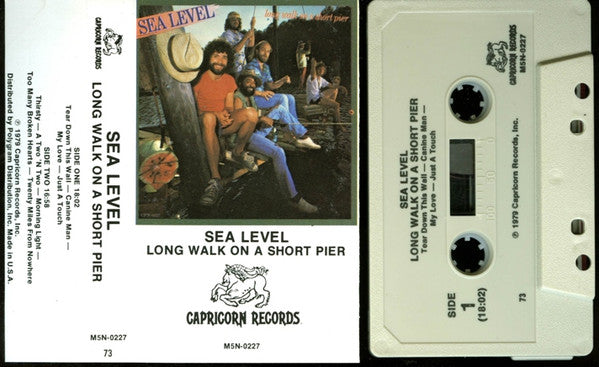 CAPRICORN RECORDS
M5N-0227
SEA LEVEL
LONG WALK ON A SHORT PIER
SIDE ONE 18:02
Tear Down This Wall — Canine Man —
My Love — Just A Touch
SIDE TWO 16:58
Thirsty — A Two 'N Two — Morning Light —
Too Many Broken Hearts — Twenty Miles From Nowhere
℗ 1979 Capricorn Records, Inc.
Distributed by Polygram Distribution, Inc. Made in U.S.A.
SEA LEVEL
long walk on a short pier
SEA LEVEL
LONG WALK ON A SHORT PIER
CAPRICORN RECORDS
M5N-0227
M5N-0227
73
CAPRICORN RECORDS
M5N-0227
SEA LEVEL
LONG WALK ON A SHORT PIER
Tear Down This Wall — Canine Man —
My Love — Just A Touch
℗ 1979 Capricorn Records, Inc.
SIDE
1
(18:02)
73